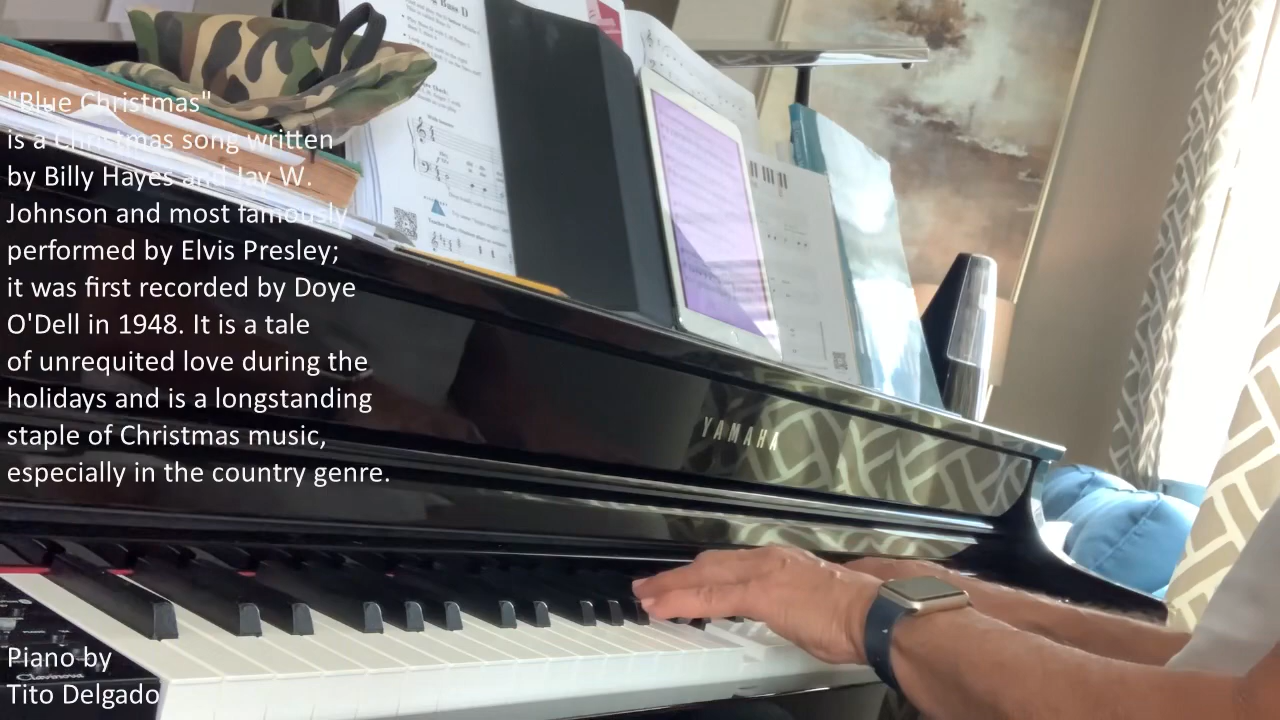 "Blue Christmas"
is a Christmas song written
by Billy Hayes and Jay W.
Johnson and most famously
performed by Elvis Presley;
it was first recorded by Doye
O'Dell in 1948. It is a tale
of unrequited love during the
holidays and is a longstanding
staple of Christmas music,
especially in the country genre.
YAMAHA
Clavinova
Piano by
Tito Delgado